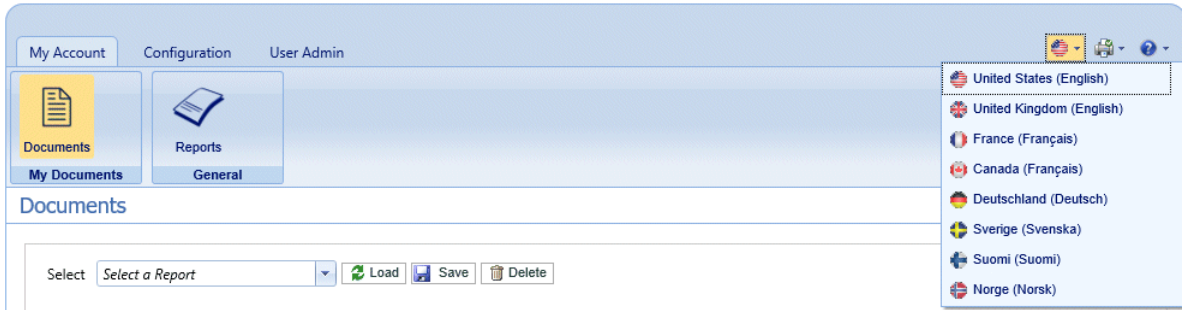 My Account
Configuration
User Admin
United States (English)
United Kingdom (English)
France (Français)
Canada (Français)
Deutschland (Deutsch)
Sverige (Svenska)
Suomi (Suomi)
Norge (Norsk)
Documents
Reports
My Documents
General
Documents
Select
Select a Report
Load
Save
Delete